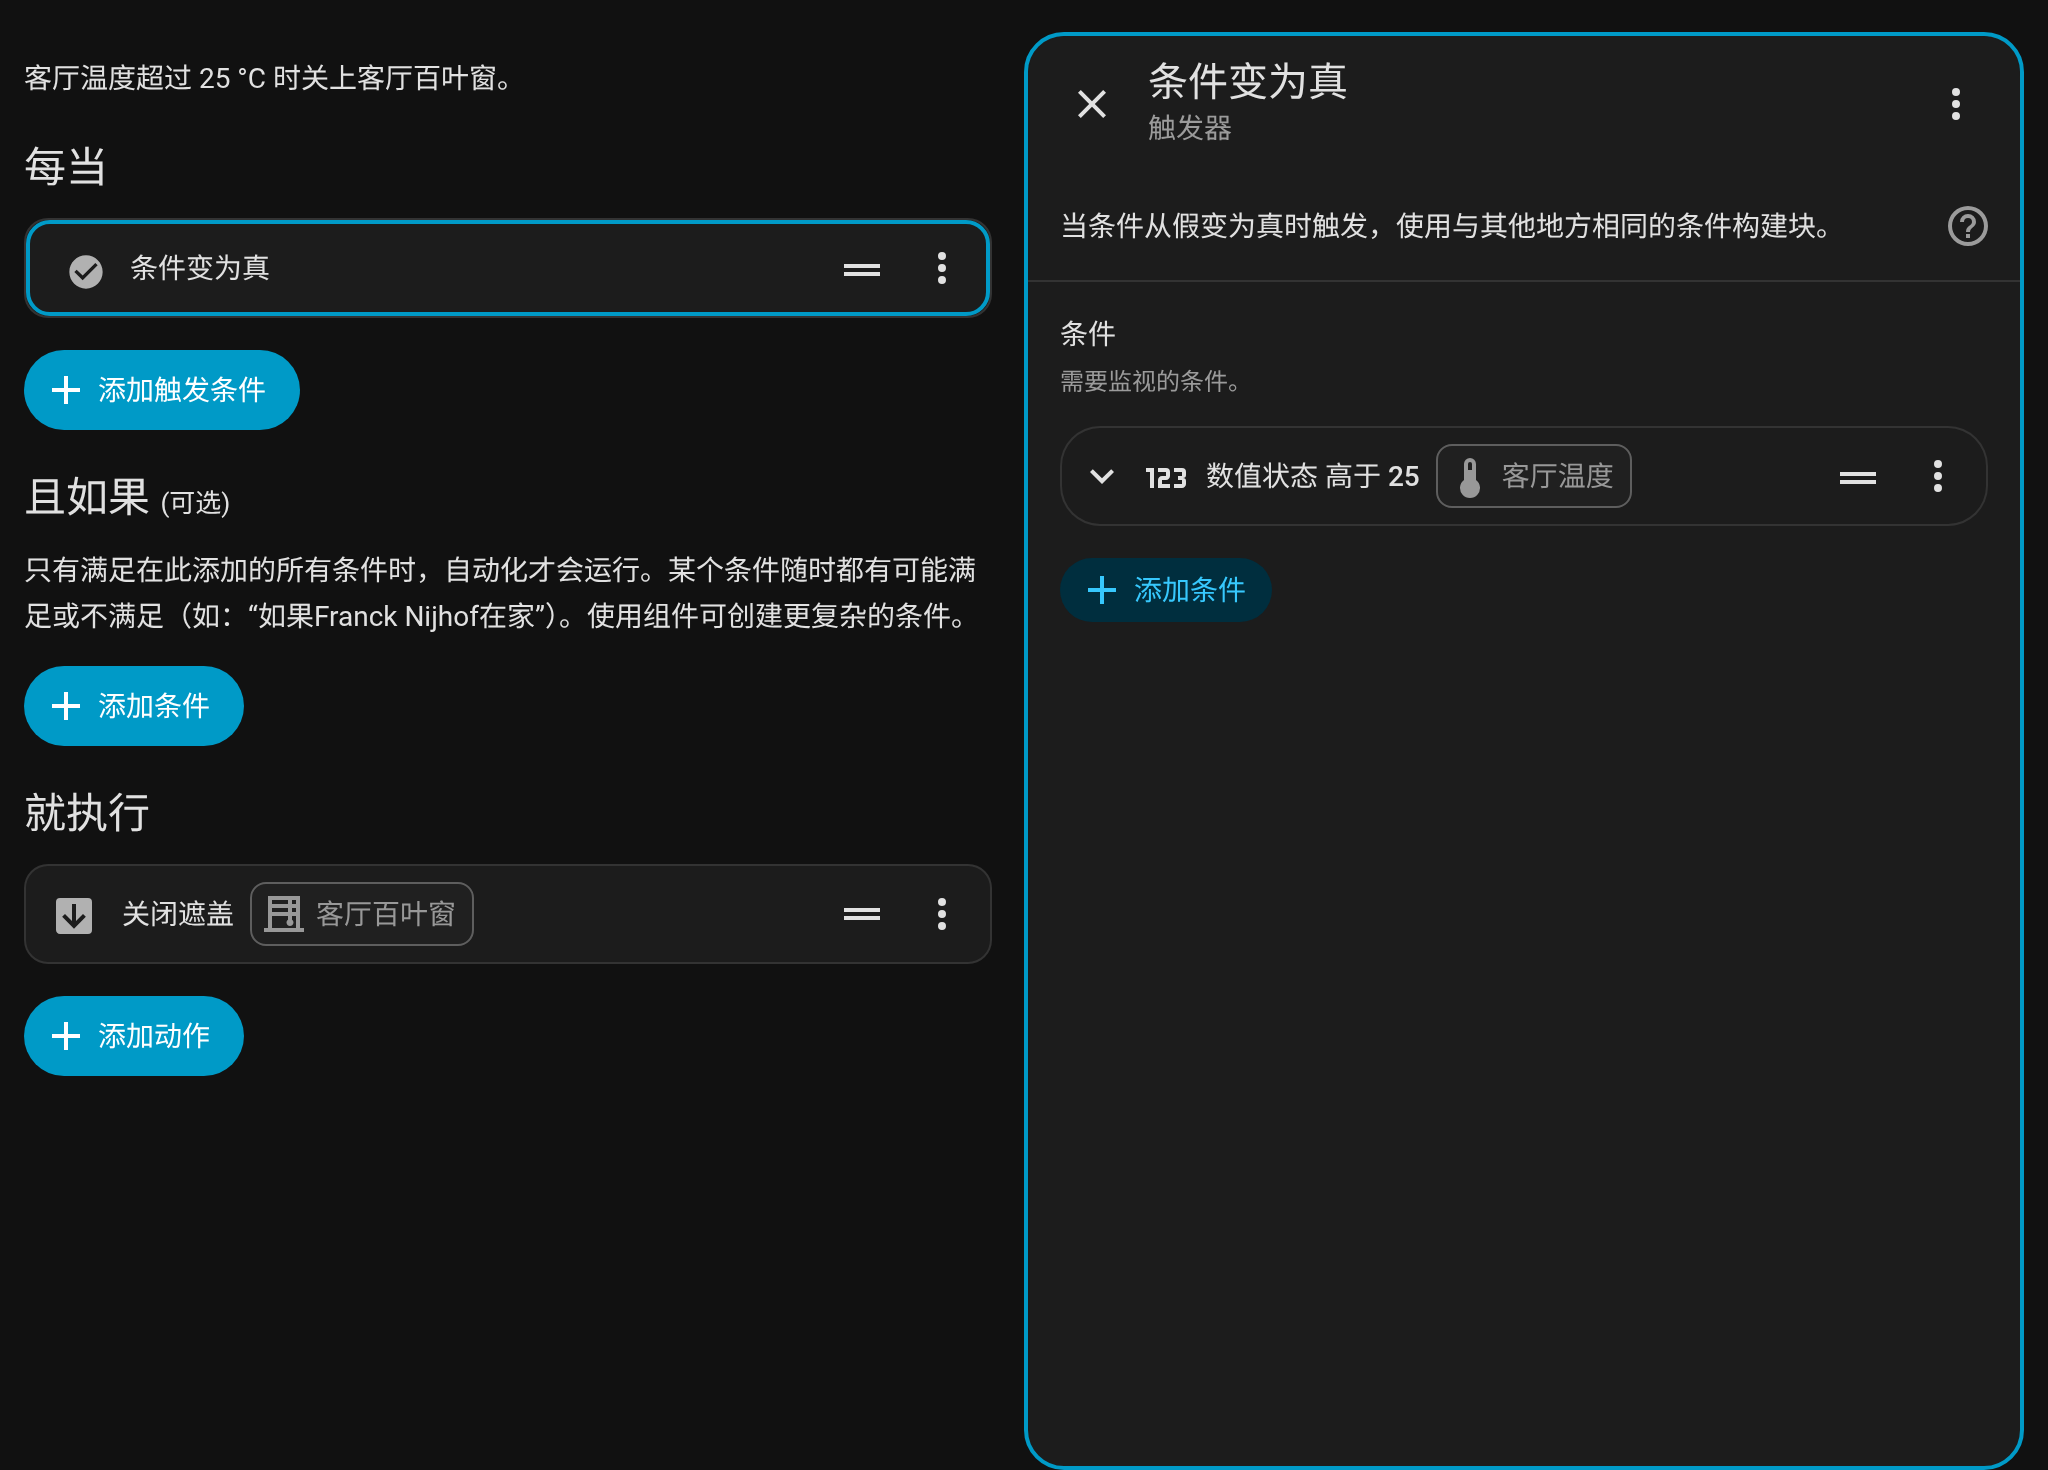 客厅温度超过 25 °C 时关上客厅百叶窗。
每当
条件变为真
添加触发条件
且如果 (可选)
只有满足在此添加的所有条件时，自动化才会运行。某个条件随时都有可能满
足或不满足（如：“如果Franck Nijhof在家”）。使用组件可创建更复杂的条件。
添加条件
就执行
关闭遮盖 客厅百叶窗
添加动作
条件变为真
触发器
当条件从假变为真时触发，使用与其他地方相同的条件构建块。
条件
需要监视的条件。
123 数值状态 高于 25 客厅温度
添加条件